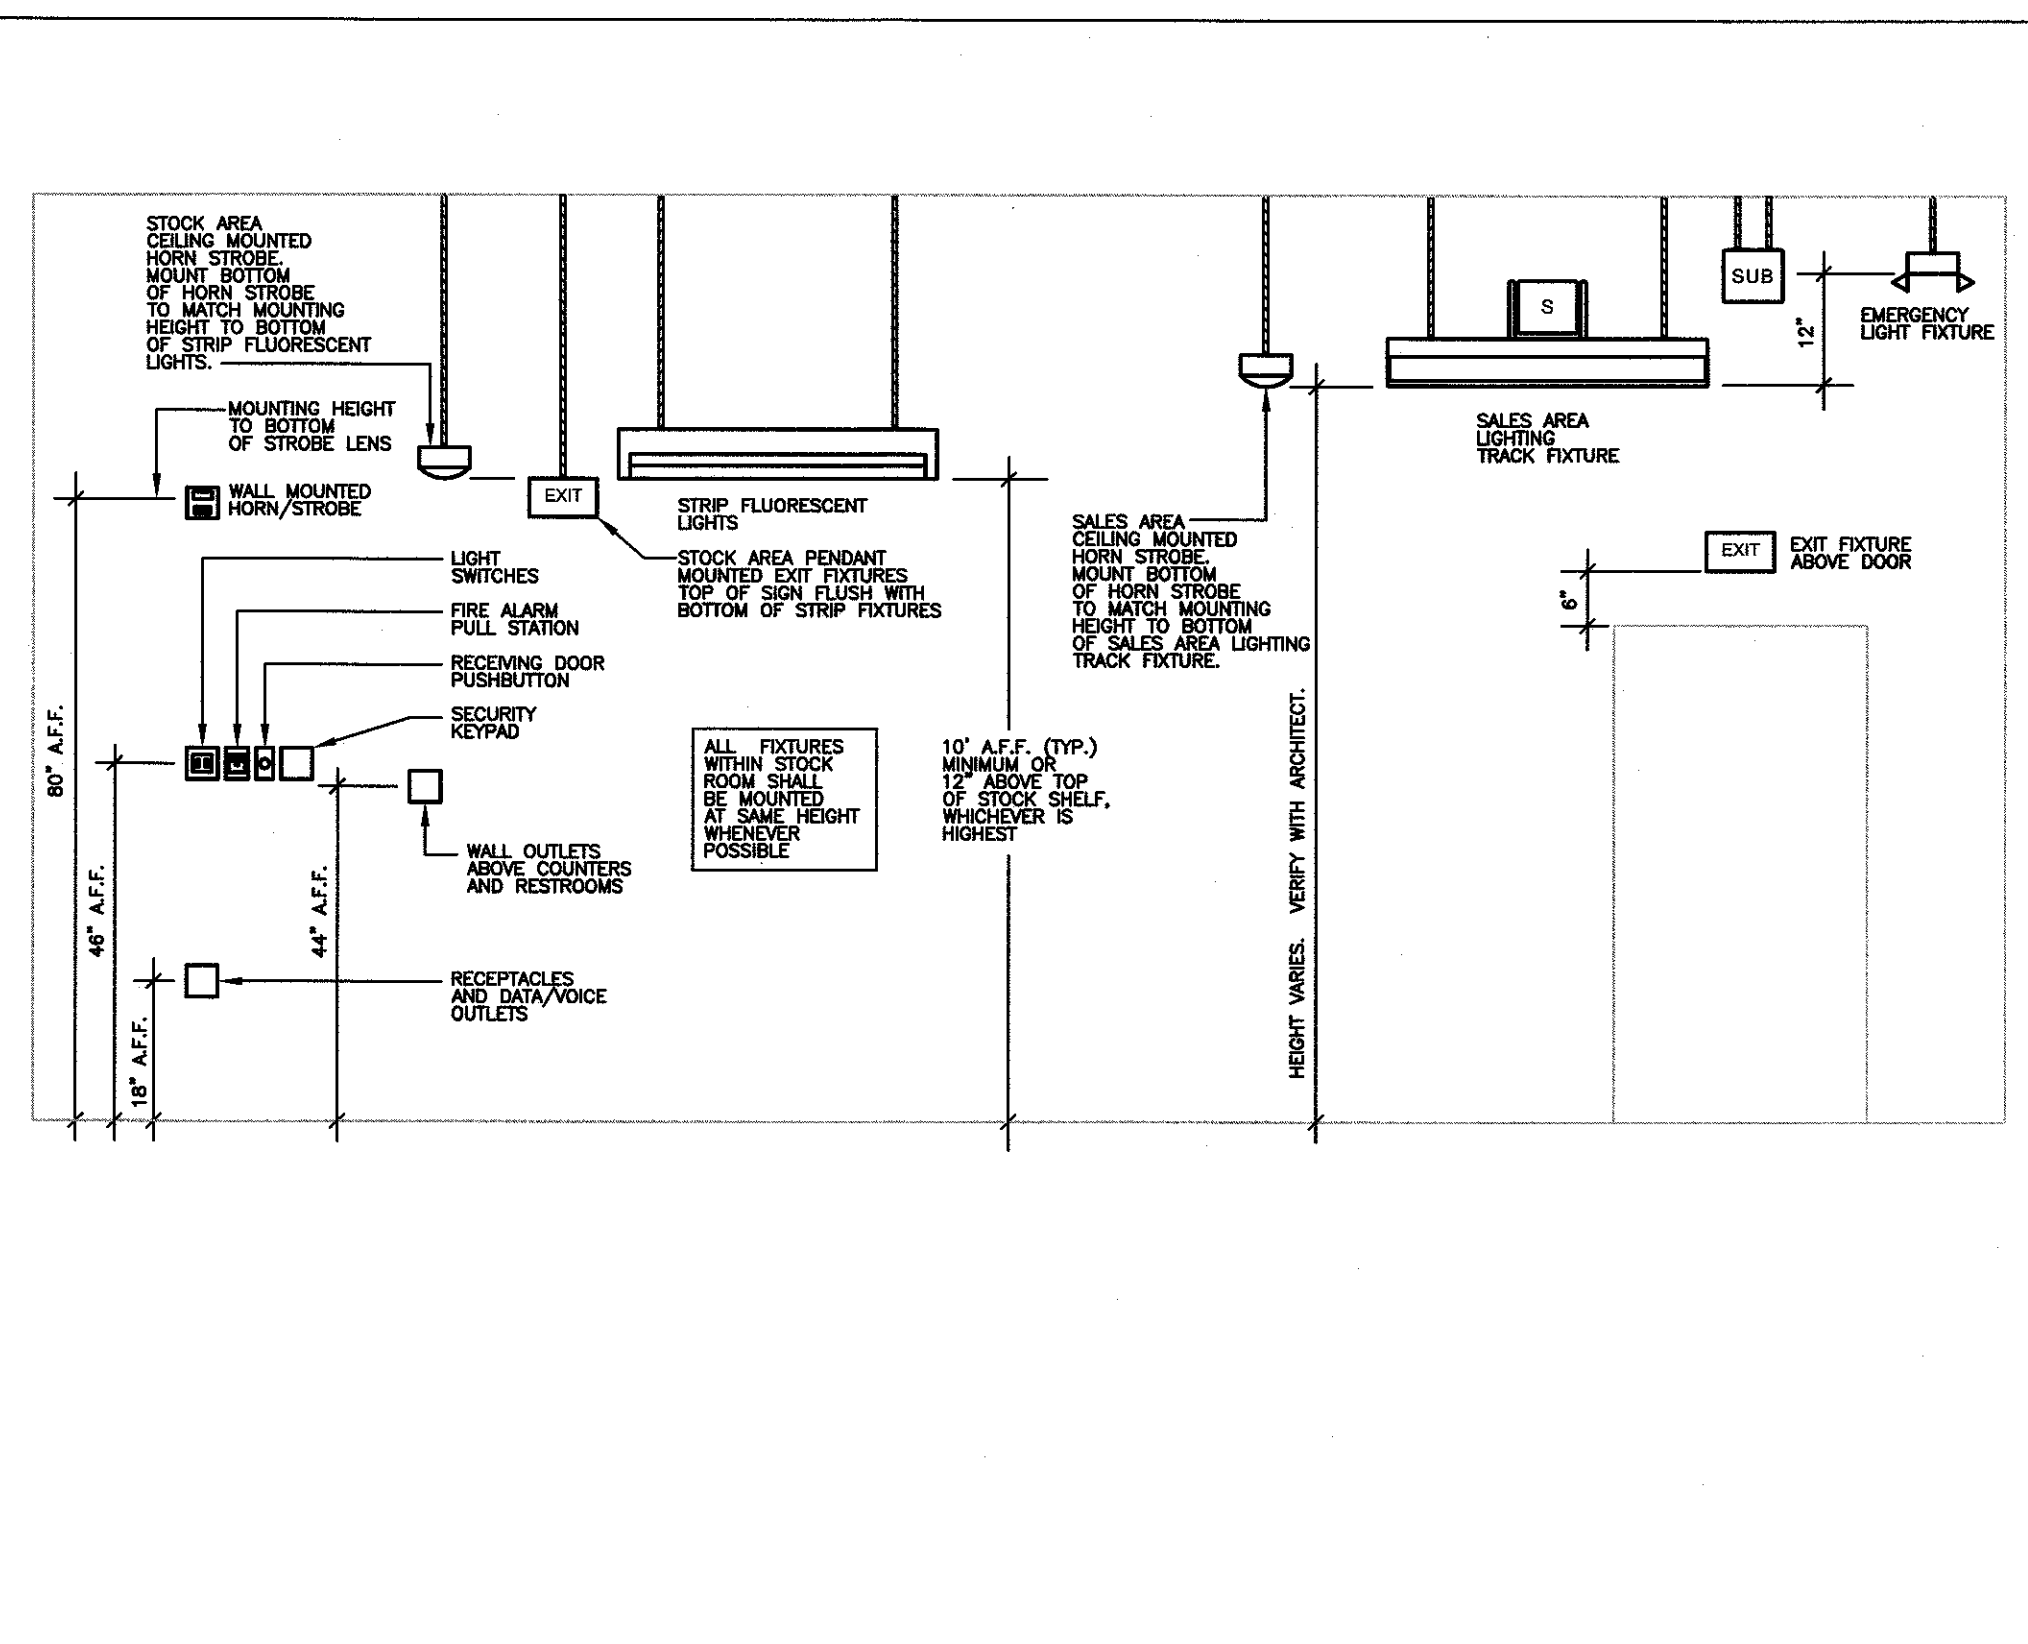 STOCK AREA
CEILING MOUNTED
HORN STROBE.
MOUNT BOTTOM
OF HORN STROBE
TO MATCH MOUNTING
HEIGHT TO BOTTOM
OF STRIP FLUORESCENT
LIGHTS.
MOUNTING HEIGHT
TO BOTTOM
OF STROBE LENS
WALL MOUNTED
HORN/STROBE
LIGHT
SWITCHES
FIRE ALARM
PULL STATION
RECEIVING DOOR
PUSHBUTTON
SECURITY
KEYPAD
WALL OUTLETS
ABOVE COUNTERS
AND RESTROOMS
RECEPTACLES
AND DATA/VOICE
OUTLETS
80" A.F.F.
46" A.F.F.
18" A.F.F.
44" A.F.F.
EXIT
STRIP FLUORESCENT
LIGHTS
STOCK AREA PENDANT
MOUNTED EXIT FIXTURES
TOP OF SIGN FLUSH WITH
BOTTOM OF STRIP FIXTURES
ALL FIXTURES
WITHIN STOCK
ROOM SHALL
BE MOUNTED
AT SAME HEIGHT
WHENEVER
POSSIBLE
10' A.F.F. (TYP.)
MINIMUM OR
12" ABOVE TOP
OF STOCK SHELF,
WHICHEVER IS
HIGHEST
SALES AREA
CEILING MOUNTED
HORN STROBE.
MOUNT BOTTOM
OF HORN STROBE
TO MATCH MOUNTING
HEIGHT TO BOTTOM
OF SALES AREA LIGHTING
TRACK FIXTURE.
HEIGHT VARIES. VERIFY WITH ARCHITECT.
S
SALES AREA
LIGHTING
TRACK FIXTURE
SUB
12"
EMERGENCY
LIGHT FIXTURE
EXIT
EXIT FIXTURE
ABOVE DOOR
6"